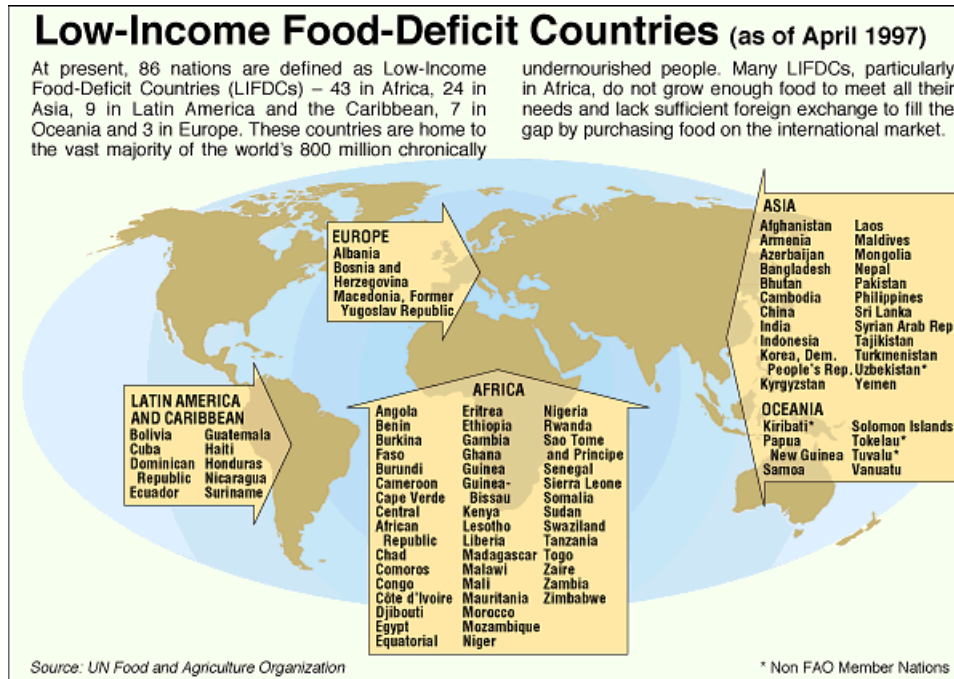 Low-Income Food-Deficit Countries (as of April 1997)
At present, 86 nations are defined as Low-Income
Food-Deficit Countries (LIFDCs) – 43 in Africa, 24 in
Asia, 9 in Latin America and the Caribbean, 7 in
Oceania and 3 in Europe. These countries are home to
the vast majority of the world's 800 million chronically
undernourished people. Many LIFDCs, particularly
in Africa, do not grow enough food to meet all their
needs and lack sufficient foreign exchange to fill the
gap by purchasing food on the international market.
EUROPE
Albania
Bosnia and
Herzegovina
Macedonia, Former
Yugoslav Republic
ASIA
Afghanistan
Armenia
Azerbaijan
Bangladesh
Bhutan
Cambodia
China
India
Indonesia
Korea, Dem.
People's Rep.
Kyrgyzstan
Laos
Maldives
Mongolia
Nepal
Pakistan
Philippines
Sri Lanka
Syrian Arab Rep
Tajikistan
Turkmenistan
Uzbekistan*
Yemen
OCEANIA
Kiribati*
Papua
New Guinea
Samoa
Solomon Islands
Tokelau*
Tuvalu*
Vanuatu
LATIN AMERICA
AND CARIBBEAN
Bolivia
Cuba
Dominican
Republic
Ecuador
Guatemala
Haiti
Honduras
Nicaragua
Suriname
AFRICA
Angola
Benin
Burkina
Faso
Burundi
Cameroon
Cape Verde
Central
African
Republic
Chad
Comoros
Congo
Côte d'Ivoire
Djibouti
Egypt
Equatorial
Eritrea
Ethiopia
Gambia
Ghana
Guinea
Guinea-
Bissau
Kenya
Lesotho
Liberia
Madagascar
Malawi
Mali
Mauritania
Morocco
Mozambique
Niger
Nigeria
Rwanda
Sao Tome
and Principe
Senegal
Sierra Leone
Somalia
Sudan
Swaziland
Tanzania
Togo
Zaire
Zambia
Zimbabwe
Source: UN Food and Agriculture Organization
* Non FAO Member Nations